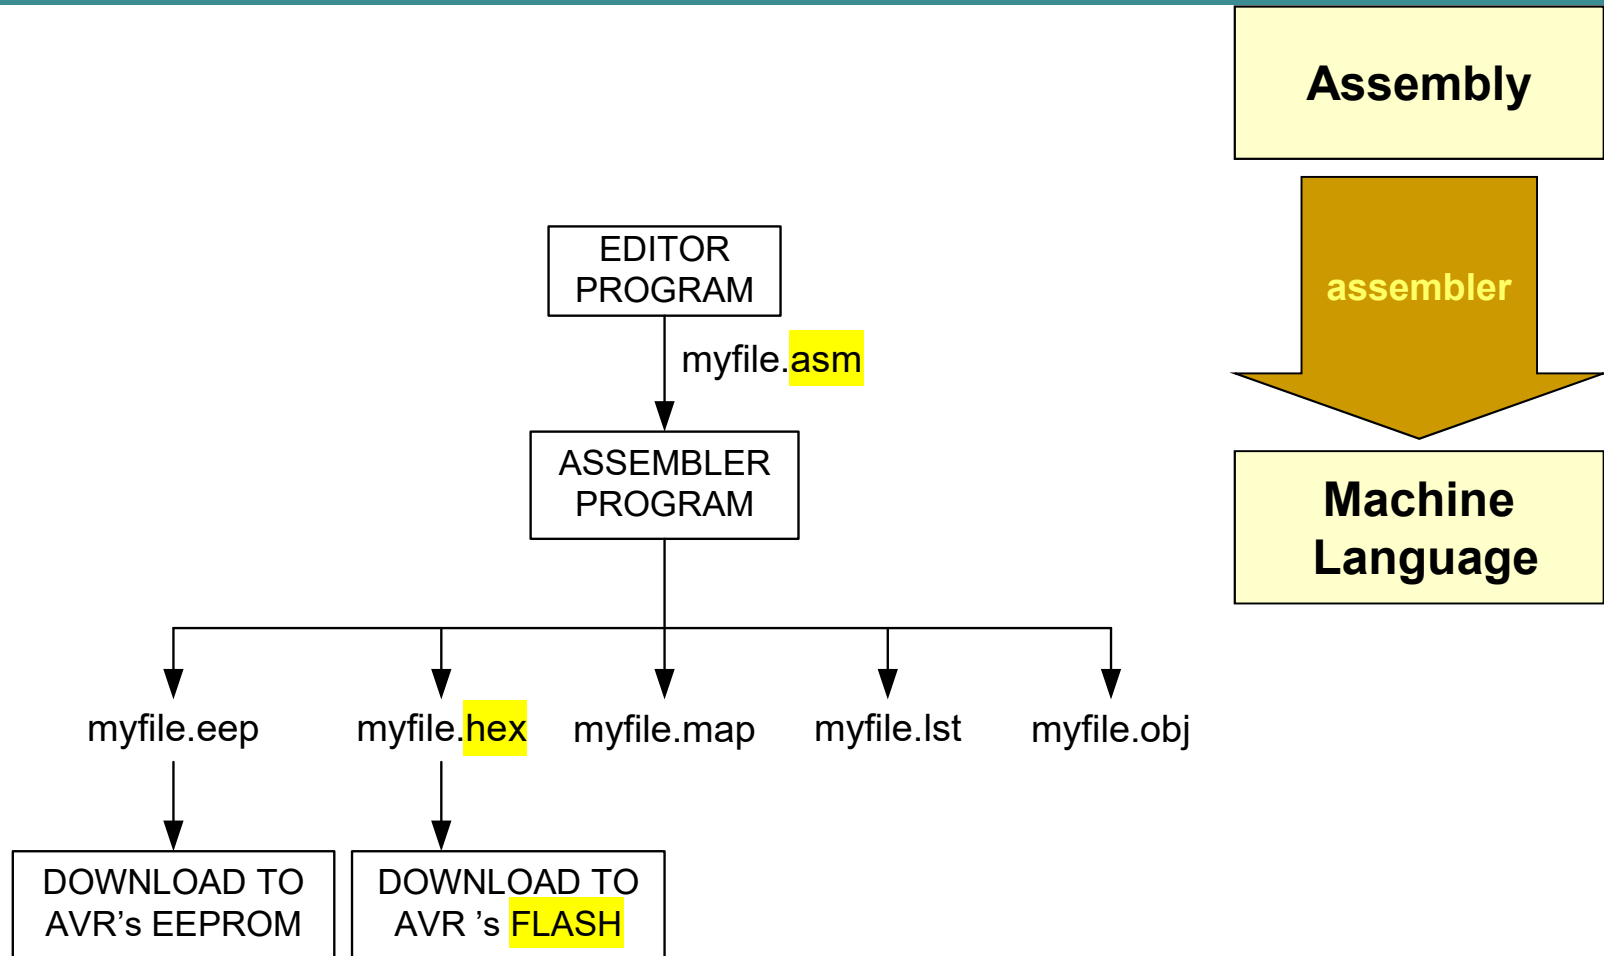 Assembly
assembler
Machine
Language
EDITOR
PROGRAM
myfile.asm
ASSEMBLER
PROGRAM
myfile.eep
myfile.hex
myfile.map
myfile.lst
myfile.obj
DOWNLOAD TO
AVR’s EEPROM
DOWNLOAD TO
AVR ’s FLASH